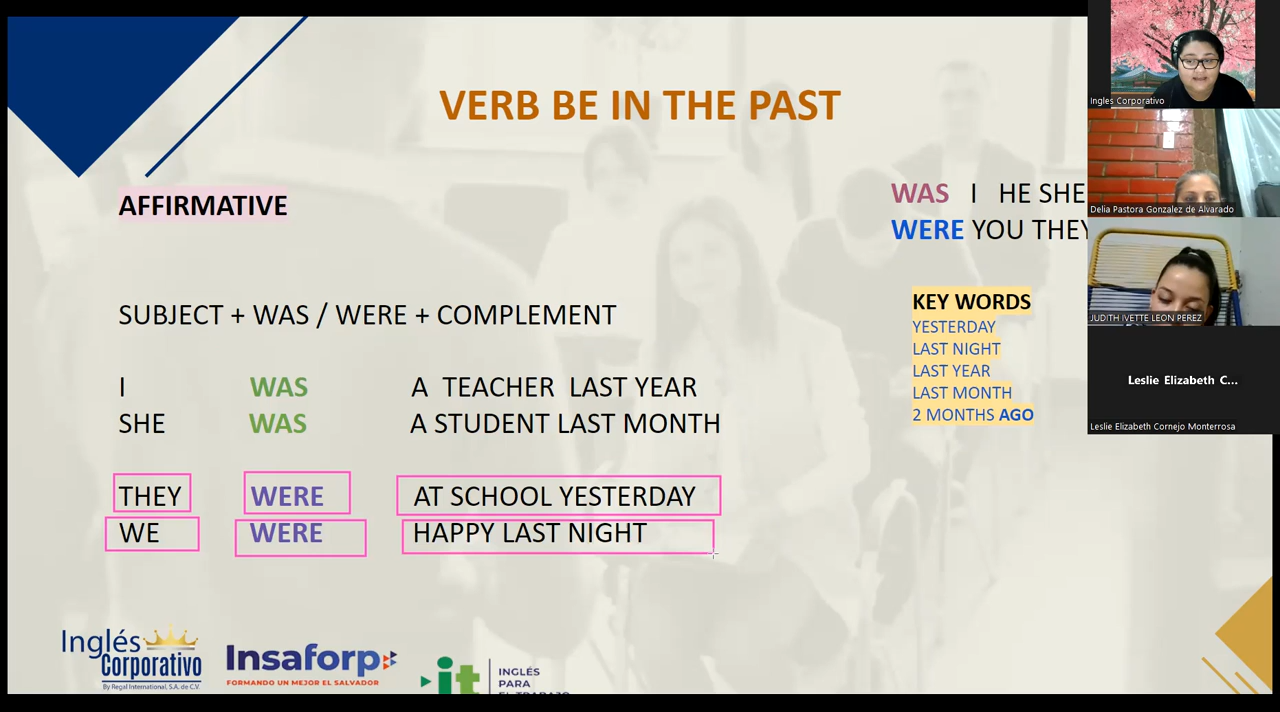 VERB BE IN THE PAST
AFFIRMATIVE
SUBJECT + WAS / WERE + COMPLEMENT
I WAS A TEACHER LAST YEAR
SHE WAS A STUDENT LAST MONTH
THEY WERE AT SCHOOL YESTERDAY
WE WERE HAPPY LAST NIGHT
WAS I HE SHE
WERE YOU THEY
KEY WORDS
YESTERDAY
LAST NIGHT
LAST YEAR
LAST MONTH
2 MONTHS AGO
Ingles Corporativo
Delia Pastora Gonzalez de Alvarado
JUDITH IVETTE LEON PEREZ
Leslie Elizabeth C...
Leslie Elizabeth Cornejo Monterrosa
Inglés
Corporativo
By Regal International, S.A. de C.V.
Insaforp
FORMANDO UN MEJOR EL SALVADOR
it
INGLÉS
PARA
EL TRABAJO